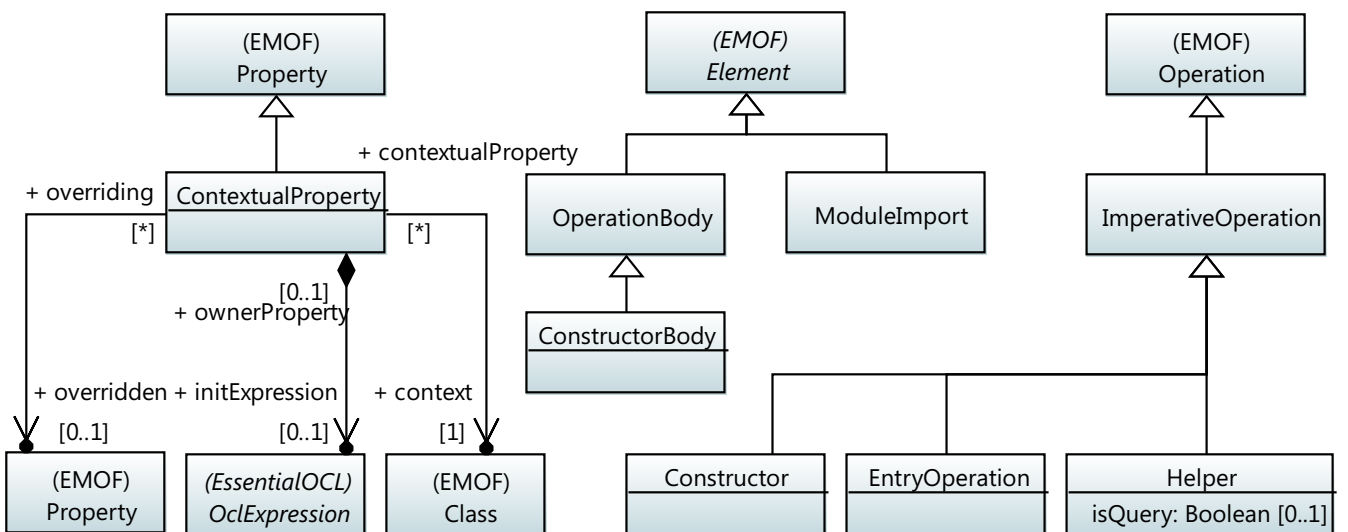 (EMOF)
Property
(EMOF)
Element
(EMOF)
Operation
+ contextualProperty
+ overriding
ContextualProperty
[*]
[*]
OperationBody
ModuleImport
ImperativeOperation
[0..1]
+ ownerProperty
ConstructorBody
+ overridden
+ initExpression
+ context
[0..1]
[0..1]
[1]
(EMOF)
Property
(EssentialOCL)
OclExpression
(EMOF)
Class
Constructor
EntryOperation
Helper
isQuery: Boolean [0..1]